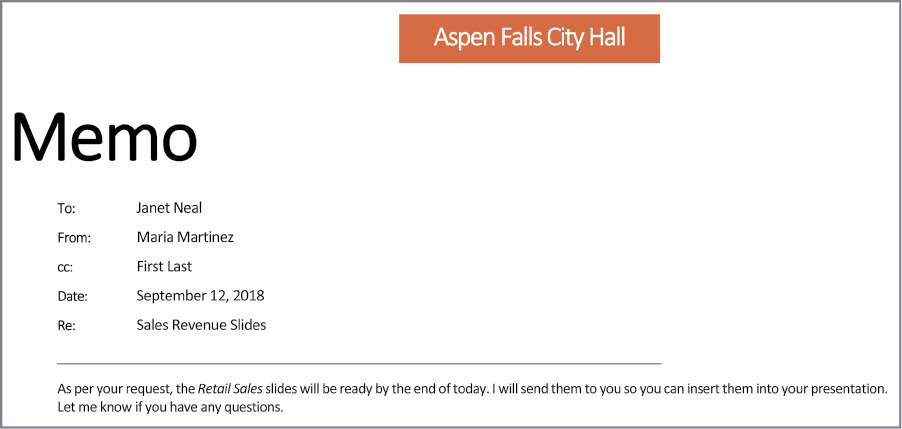 Aspen Falls City Hall
Memo
To: Janet Neal
From: Maria Martinez
cc: First Last
Date: September 12, 2018
Re: Sales Revenue Slides
As per your request, the Retail Sales slides will be ready by the end of today. I will send them to you so you can insert them into your presentation.
Let me know if you have any questions.